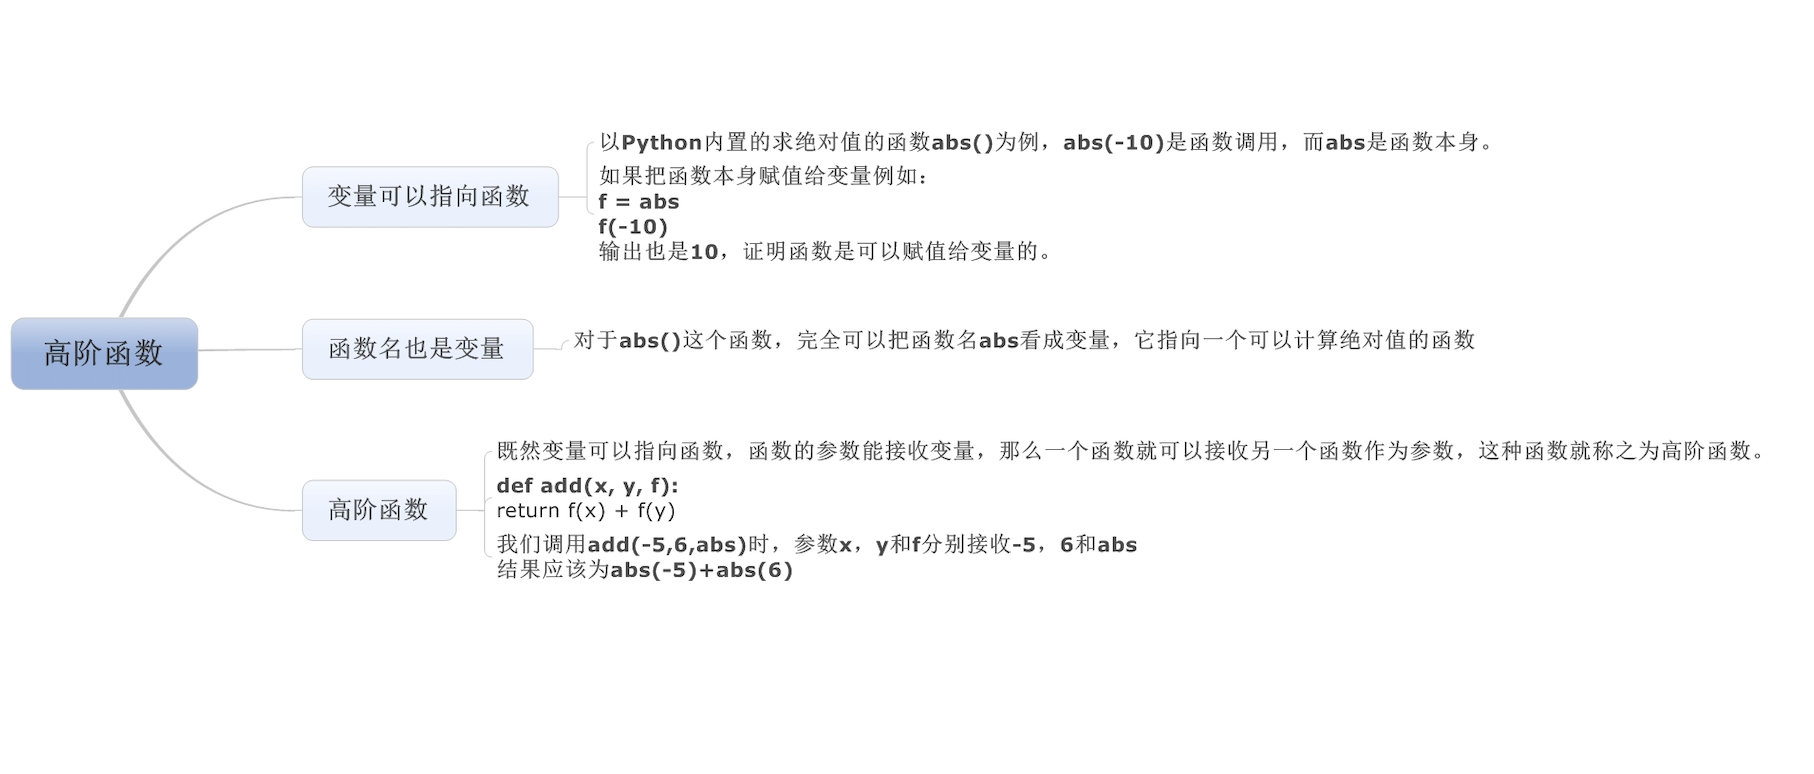 高阶函数
变量可以指向函数
以Python内置的求绝对值的函数abs()为例，abs(-10)是函数调用，而abs是函数本身。
如果把函数本身赋值给变量例如：
f = abs
f(-10)
输出也是10，证明函数是可以赋值给变量的。
函数名也是变量
对于abs()这个函数，完全可以把函数名abs看成变量，它指向一个可以计算绝对值的函数
高阶函数
既然变量可以指向函数，函数的参数能接收变量，那么一个函数就可以接收另一个函数作为参数，这种函数就称之为高阶函数。
def add(x, y, f):
return f(x) + f(y)
我们调用add(-5,6,abs)时，参数x，y和f分别接收-5，6和abs
结果应该为abs(-5)+abs(6)